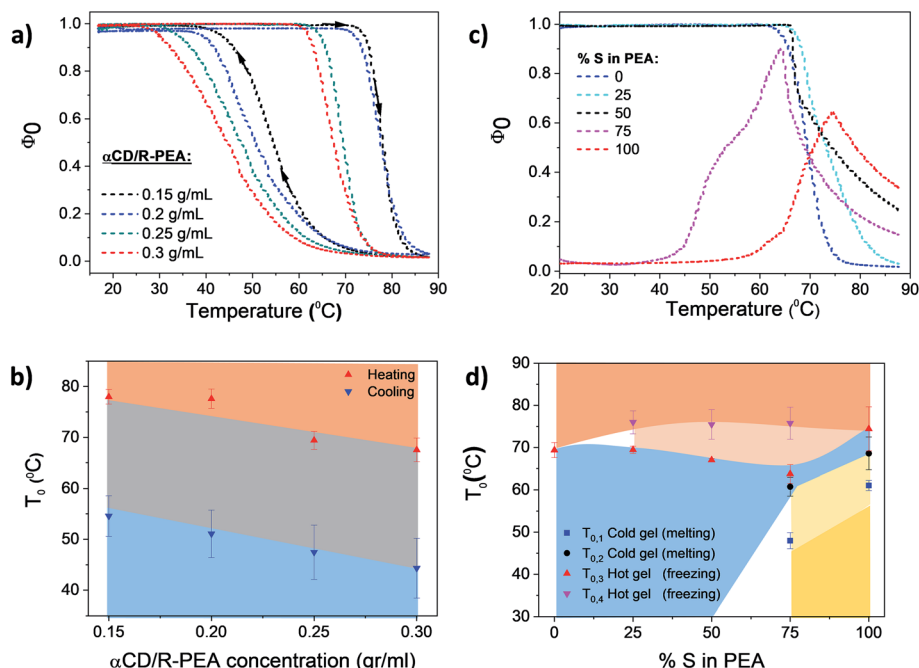 a)
1.0
0.8
0.6
0.4
0.2
0.0
Φ0
αCD/R-PEA:
0.15 g/mL
0.2 g/mL
0.25 g/mL
0.3 g/mL
20 30 40 50 60 70 80 90
Temperature (⁰C)
c)
1.0
0.8
0.6
0.4
0.2
0.0
Φ0
% S in PEA:
0
25
50
75
100
20 30 40 50 60 70 80 90
Temperature (⁰C)
b)
80
70
60
50
40
T₀ (⁰C)
Heating
Cooling
0.15 0.20 0.25 0.30
αCD/R-PEA concentration (gr/ml)
d)
90
80
70
60
50
40
30
T₀(⁰C)
T₀,₁ Cold gel (melting)
T₀,₂ Cold gel (melting)
T₀,₃ Hot gel (freezing)
T₀,₄ Hot gel (freezing)
0 25 50 75 100
% S in PEA